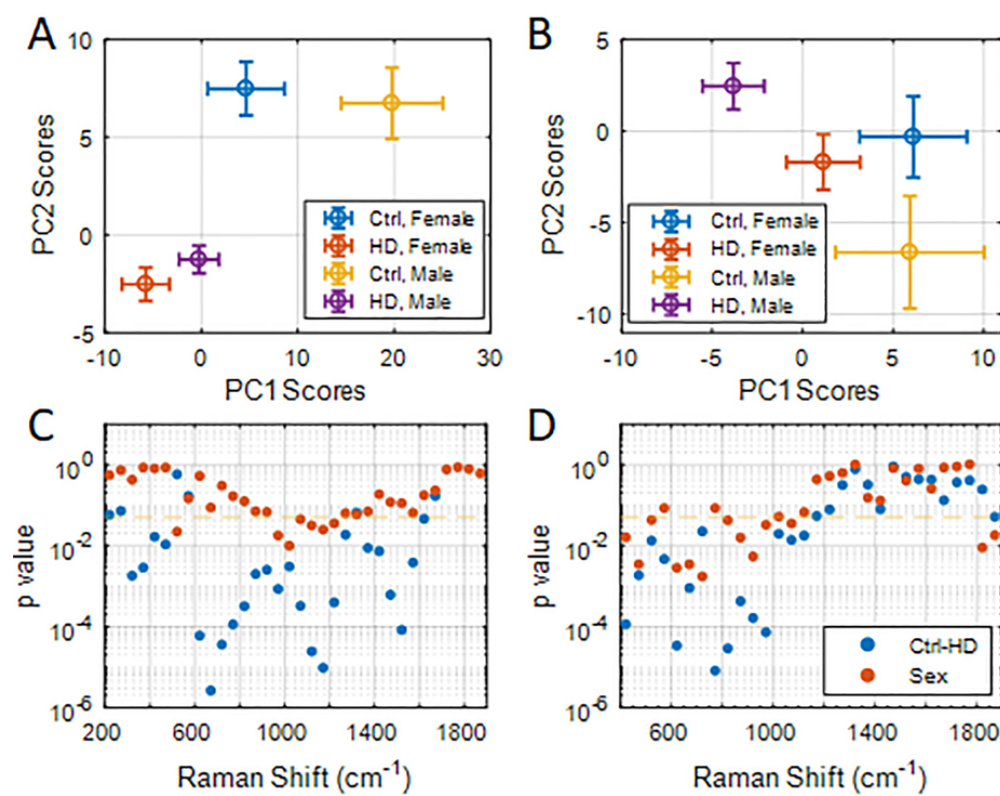 A
10
5
0
-5
-10 0 10 20 30
PC2 Scores
PC1 Scores
Ctrl, Female
HD, Female
Ctrl, Male
HD, Male
B
5
0
-5
-10
-10 -5 0 5 10
PC2 Scores
PC1 Scores
Ctrl, Female
HD, Female
Ctrl, Male
HD, Male
C
10⁰
10⁻²
10⁻⁴
10⁻⁶
200 600 1000 1400 1800
p value
Raman Shift (cm⁻¹)
D
10⁰
10⁻²
10⁻⁴
10⁻⁶
600 1000 1400 1800
p value
Raman Shift (cm⁻¹)
Ctrl-HD
Sex